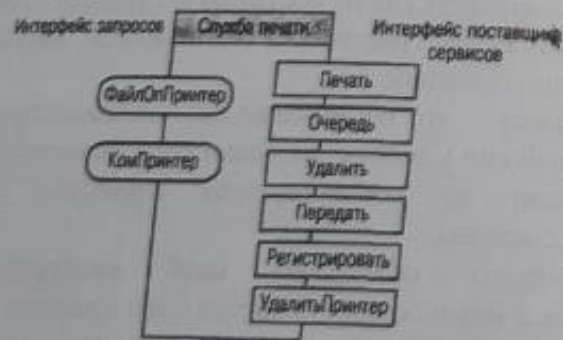 Интерфейс запросов
Служба печати
Интерфейс поставщика
сервисов
ФайлОпПринтер
КомПринтер
Печать
Очередь
Удалить
Передать
Регистрировать
УдалитьПринтер